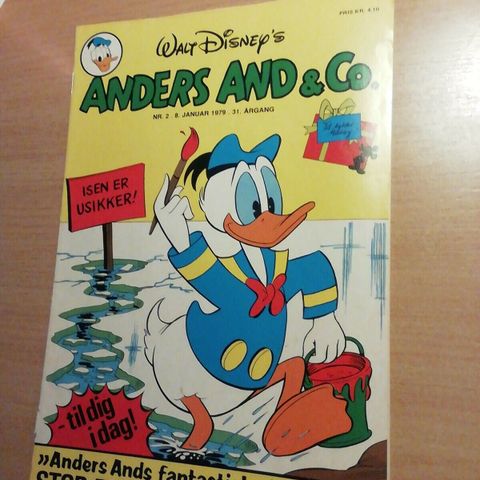 PRIS KR. 4.10
WALT DISNEY'S
ANDERS AND & Co.
NR. 2 . 8. JANUAR 1979 . 31. ÅRGANG
ISEN ER
USIKKER!
- til dig
i dag!
»Anders Ands